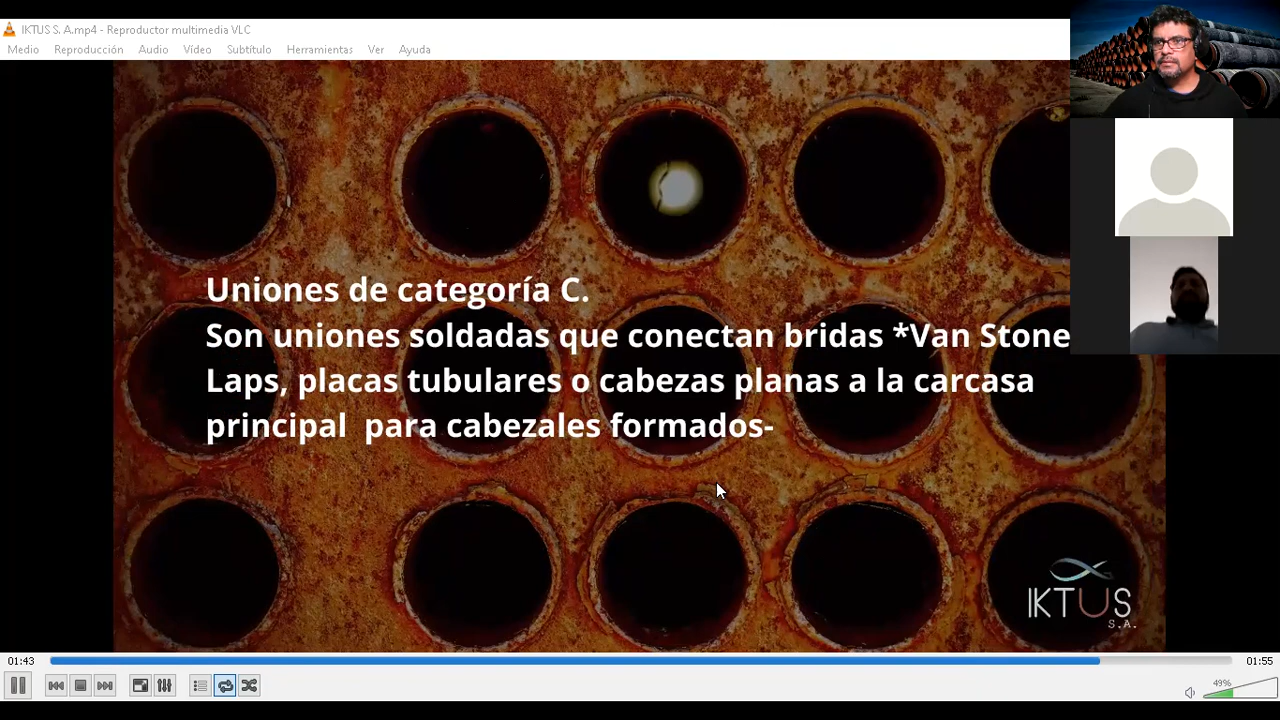 IKTUS S. A.mp4 - Reproductor multimedia VLC
Medio Reproducción Audio Vídeo Subtítulo Herramientas Ver Ayuda
Uniones de categoría C.
Son uniones soldadas que conectan bridas *Van Stone
Laps, placas tubulares o cabezas planas a la carcasa
principal para cabezales formados-
IKTUS
S.A.
01:43
01:55
49%